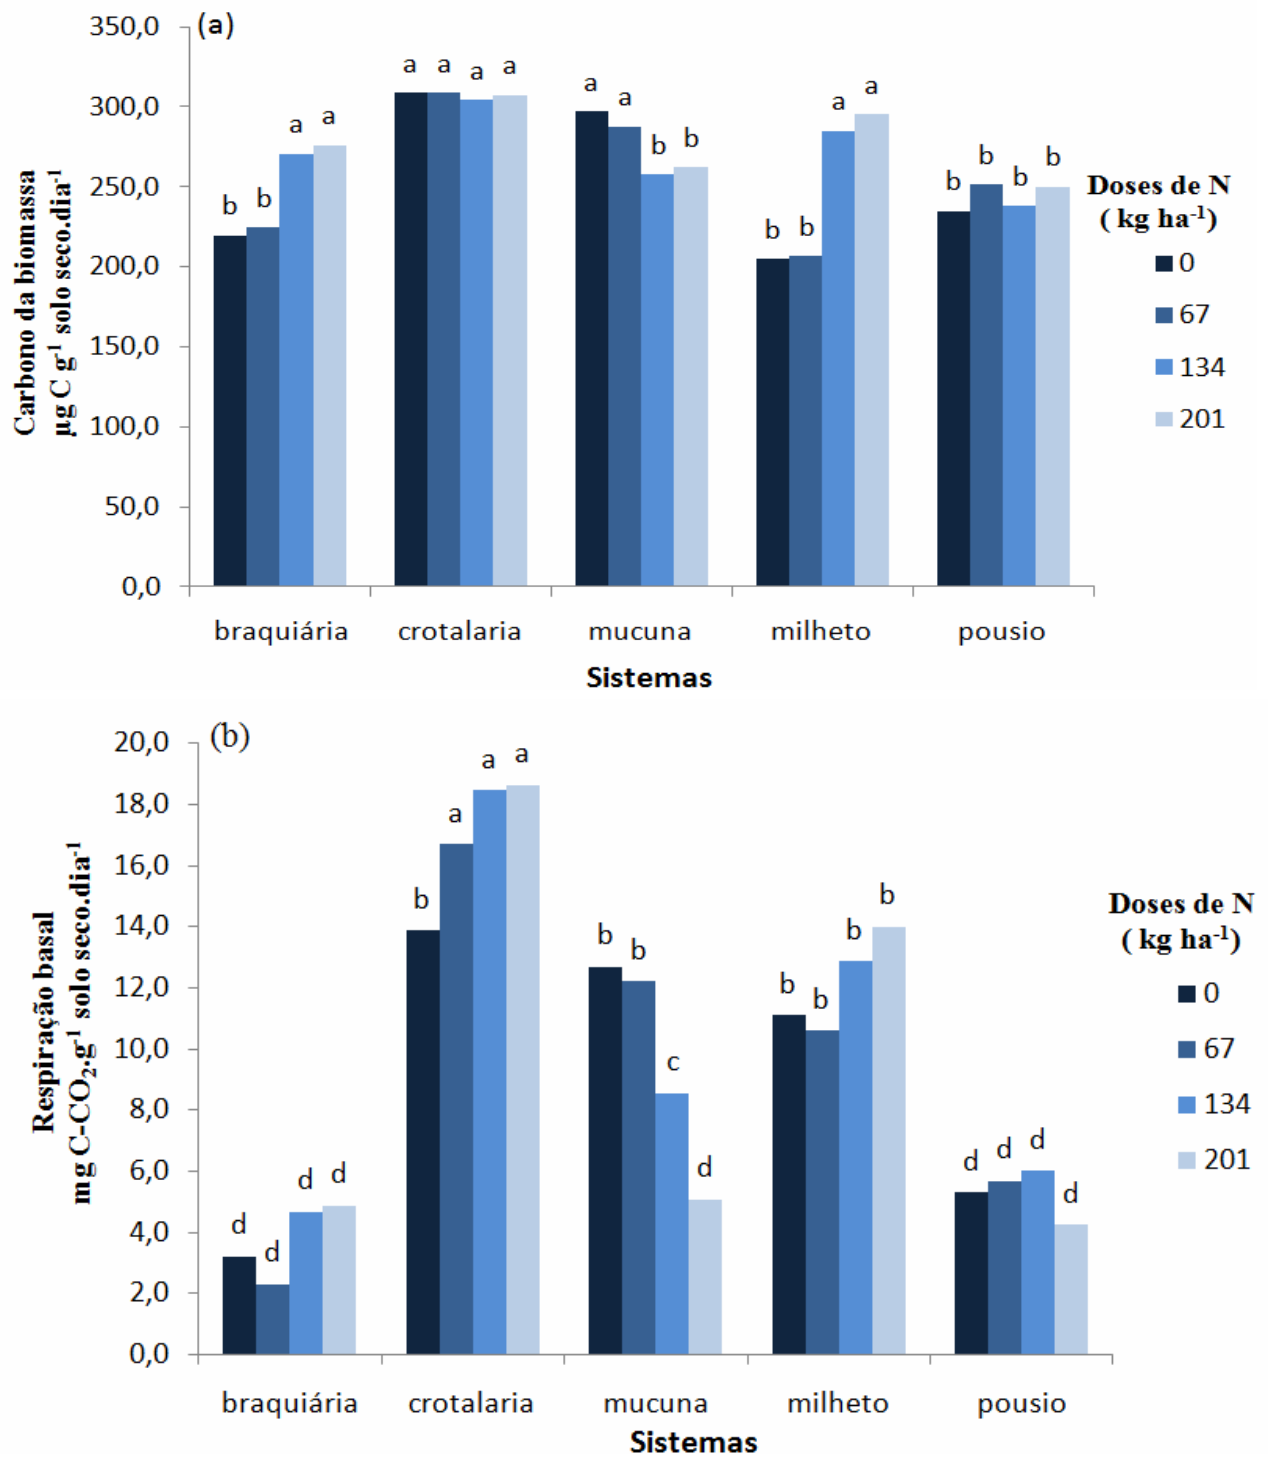 (a)
Carbono da biomassa
µg C g⁻¹ solo seco.dia⁻¹
350,0
300,0
250,0
200,0
150,0
100,0
50,0
0,0
b b a a
a a a a
a a b b
b b a a
b b b b
braquiária crotalaria mucuna milheto pousio
Sistemas
Doses de N
( kg ha⁻¹)
0
67
134
201
(b)
Respiração basal
mg C-CO₂.g⁻¹ solo seco.dia⁻¹
20,0
18,0
16,0
14,0
12,0
10,0
8,0
6,0
4,0
2,0
0,0
d d d d
b a a a
b b c d
b b b b
d d d d
braquiária crotalaria mucuna milheto pousio
Sistemas
Doses de N
( kg ha⁻¹)
0
67
134
201